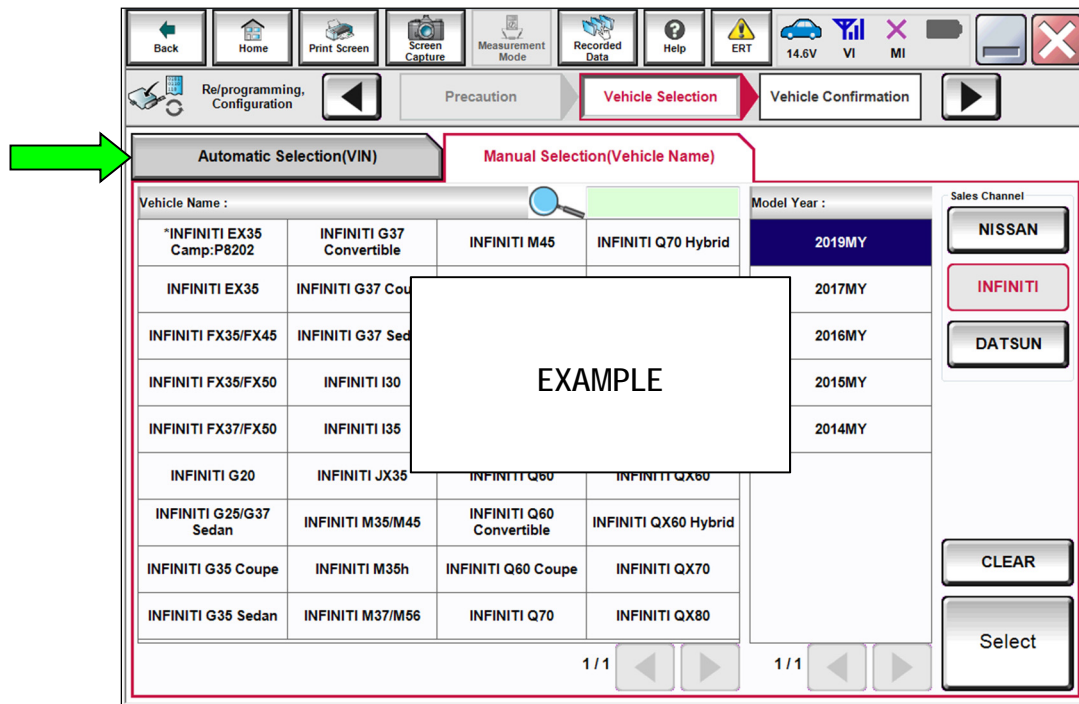 Back
Home
Print Screen
Screen
Capture
Measurement
Mode
Recorded
Data
Help
ERT
14.6V
VI
MI
Re/programming,
Configuration
Precaution
Vehicle Selection
Vehicle Confirmation
Automatic Selection(VIN)
Manual Selection(Vehicle Name)
Vehicle Name :
Model Year :
Sales Channel
*INFINITI EX35
Camp:P8202
INFINITI G37
Convertible
INFINITI M45
INFINITI Q70 Hybrid
2019MY
NISSAN
INFINITI EX35
INFINITI G37 Cou
2017MY
INFINITI
INFINITI FX35/FX45
INFINITI G37 Sed
2016MY
DATSUN
INFINITI FX35/FX50
INFINITI I30
EXAMPLE
2015MY
INFINITI FX37/FX50
INFINITI I35
2014MY
INFINITI G20
INFINITI JX35
INFINITI Q60
INFINITI QX60
INFINITI G25/G37
Sedan
INFINITI M35/M45
INFINITI Q60
Convertible
INFINITI QX60 Hybrid
INFINITI G35 Coupe
INFINITI M35h
INFINITI Q60 Coupe
INFINITI QX70
CLEAR
INFINITI G35 Sedan
INFINITI M37/M56
INFINITI Q70
INFINITI QX80
Select
1/1
1/1